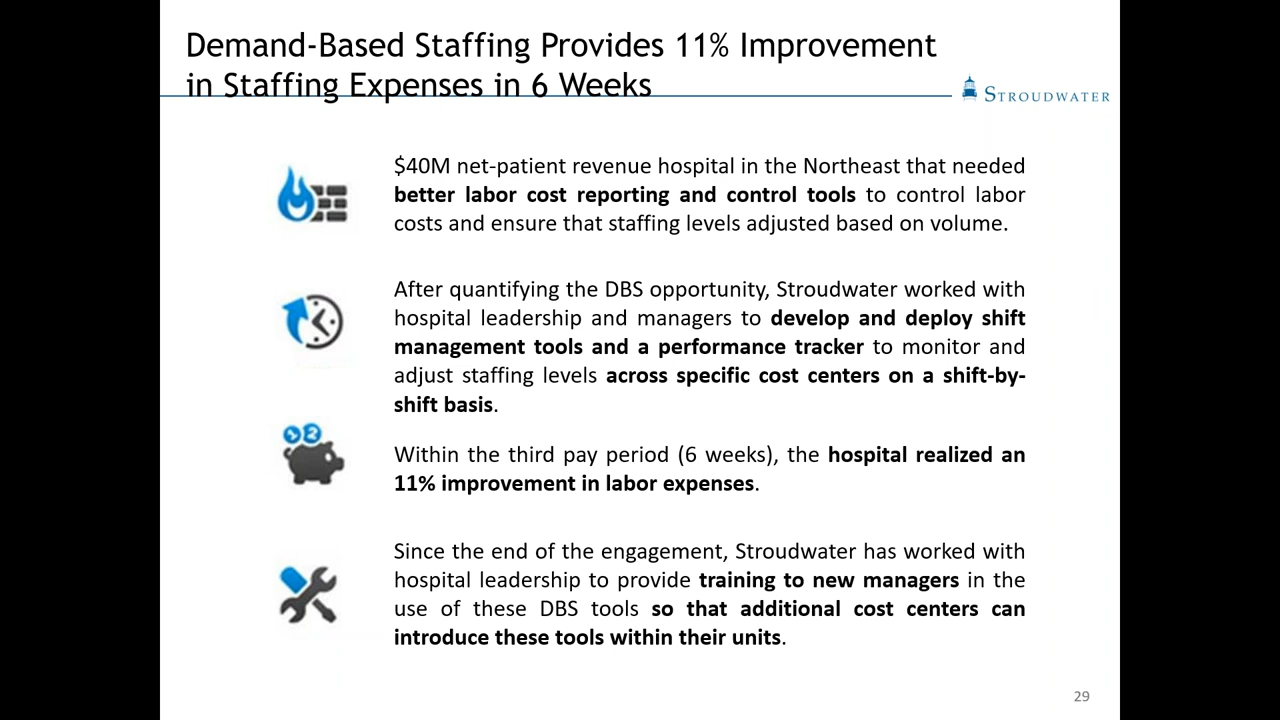 Demand-Based Staffing Provides 11% Improvement
in Staffing Expenses in 6 Weeks
STROUDWATER
$40M net-patient revenue hospital in the Northeast that needed
better labor cost reporting and control tools to control labor
costs and ensure that staffing levels adjusted based on volume.
After quantifying the DBS opportunity, Stroudwater worked with
hospital leadership and managers to develop and deploy shift
management tools and a performance tracker to monitor and
adjust staffing levels across specific cost centers on a shift-by-
shift basis.
1 2
Within the third pay period (6 weeks), the hospital realized an
11% improvement in labor expenses.
Since the end of the engagement, Stroudwater has worked with
hospital leadership to provide training to new managers in the
use of these DBS tools so that additional cost centers can
introduce these tools within their units.
29